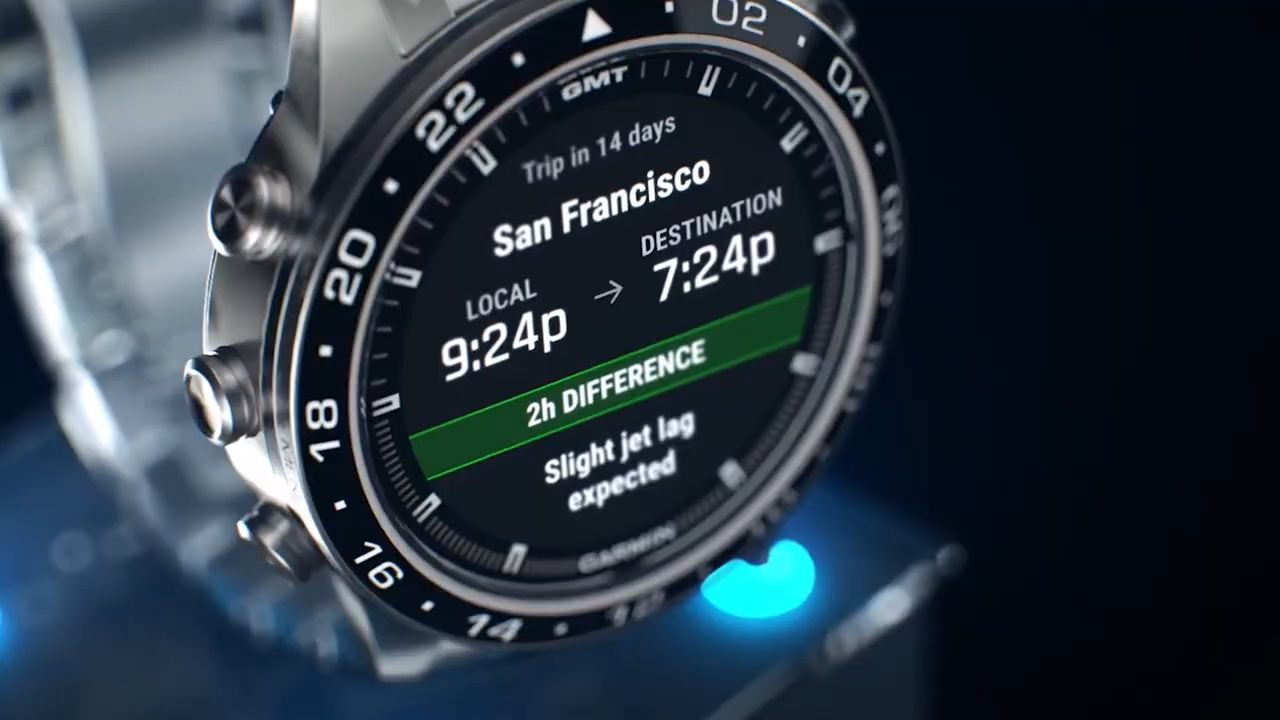 02
04
22
GMT
Trip in 14 days
San Francisco
DESTINATION
7:24p
LOCAL
→
9:24p
20
2h DIFFERENCE
Slight jet lag
expected
18
GARMIN
16
14
12